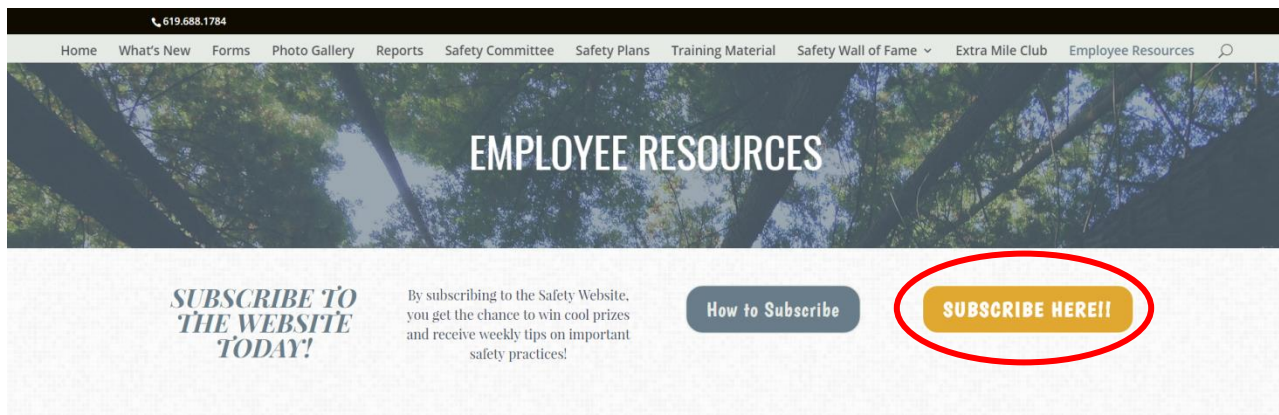 619.688.1784
Home What's New Forms Photo Gallery Reports Safety Committee Safety Plans Training Material Safety Wall of Fame Extra Mile Club Employee Resources
EMPLOYEE RESOURCES
SUBSCRIBE TO
THE WEBSITE
TODAY!
By subscribing to the Safety Website,
you get the chance to win cool prizes
and receive weekly tips on important
safety practices!
How to Subscribe
SUBSCRIBE HERE!!